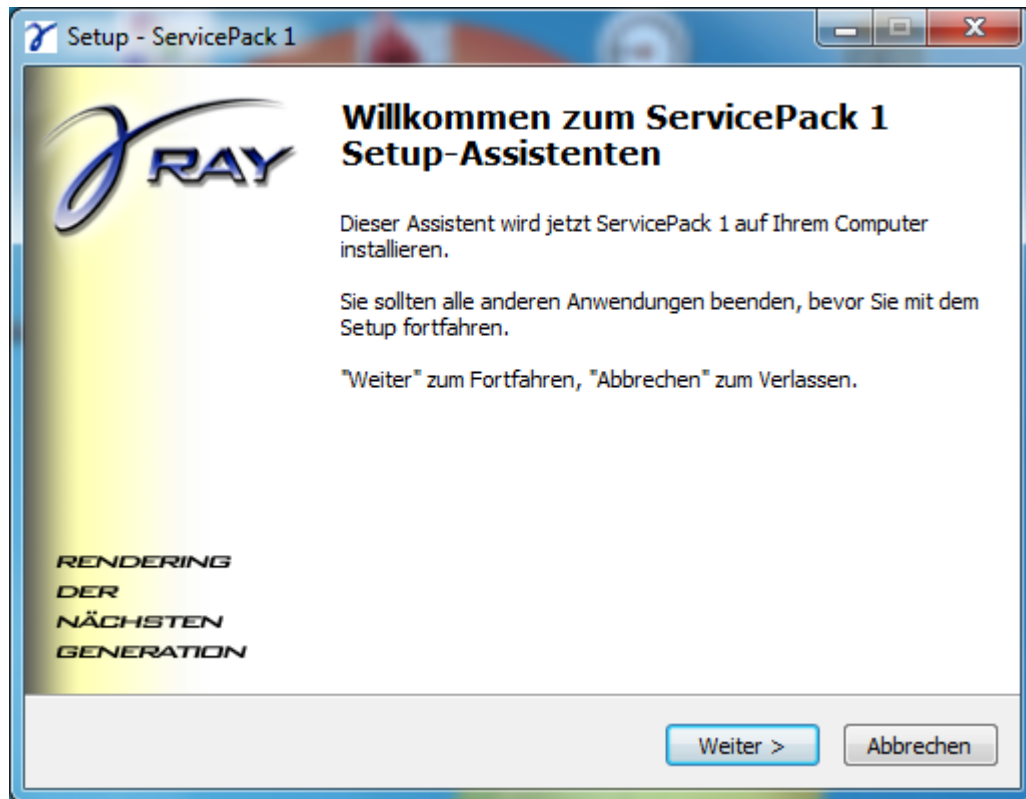 Setup - ServicePack 1
RAY
Willkommen zum ServicePack 1
Setup-Assistenten
Dieser Assistent wird jetzt ServicePack 1 auf Ihrem Computer
installieren.
Sie sollten alle anderen Anwendungen beenden, bevor Sie mit dem
Setup fortfahren.
"Weiter" zum Fortfahren, "Abbrechen" zum Verlassen.
RENDERING
DER
NÄCHSTEN
GENERATION
Weiter >
Abbrechen